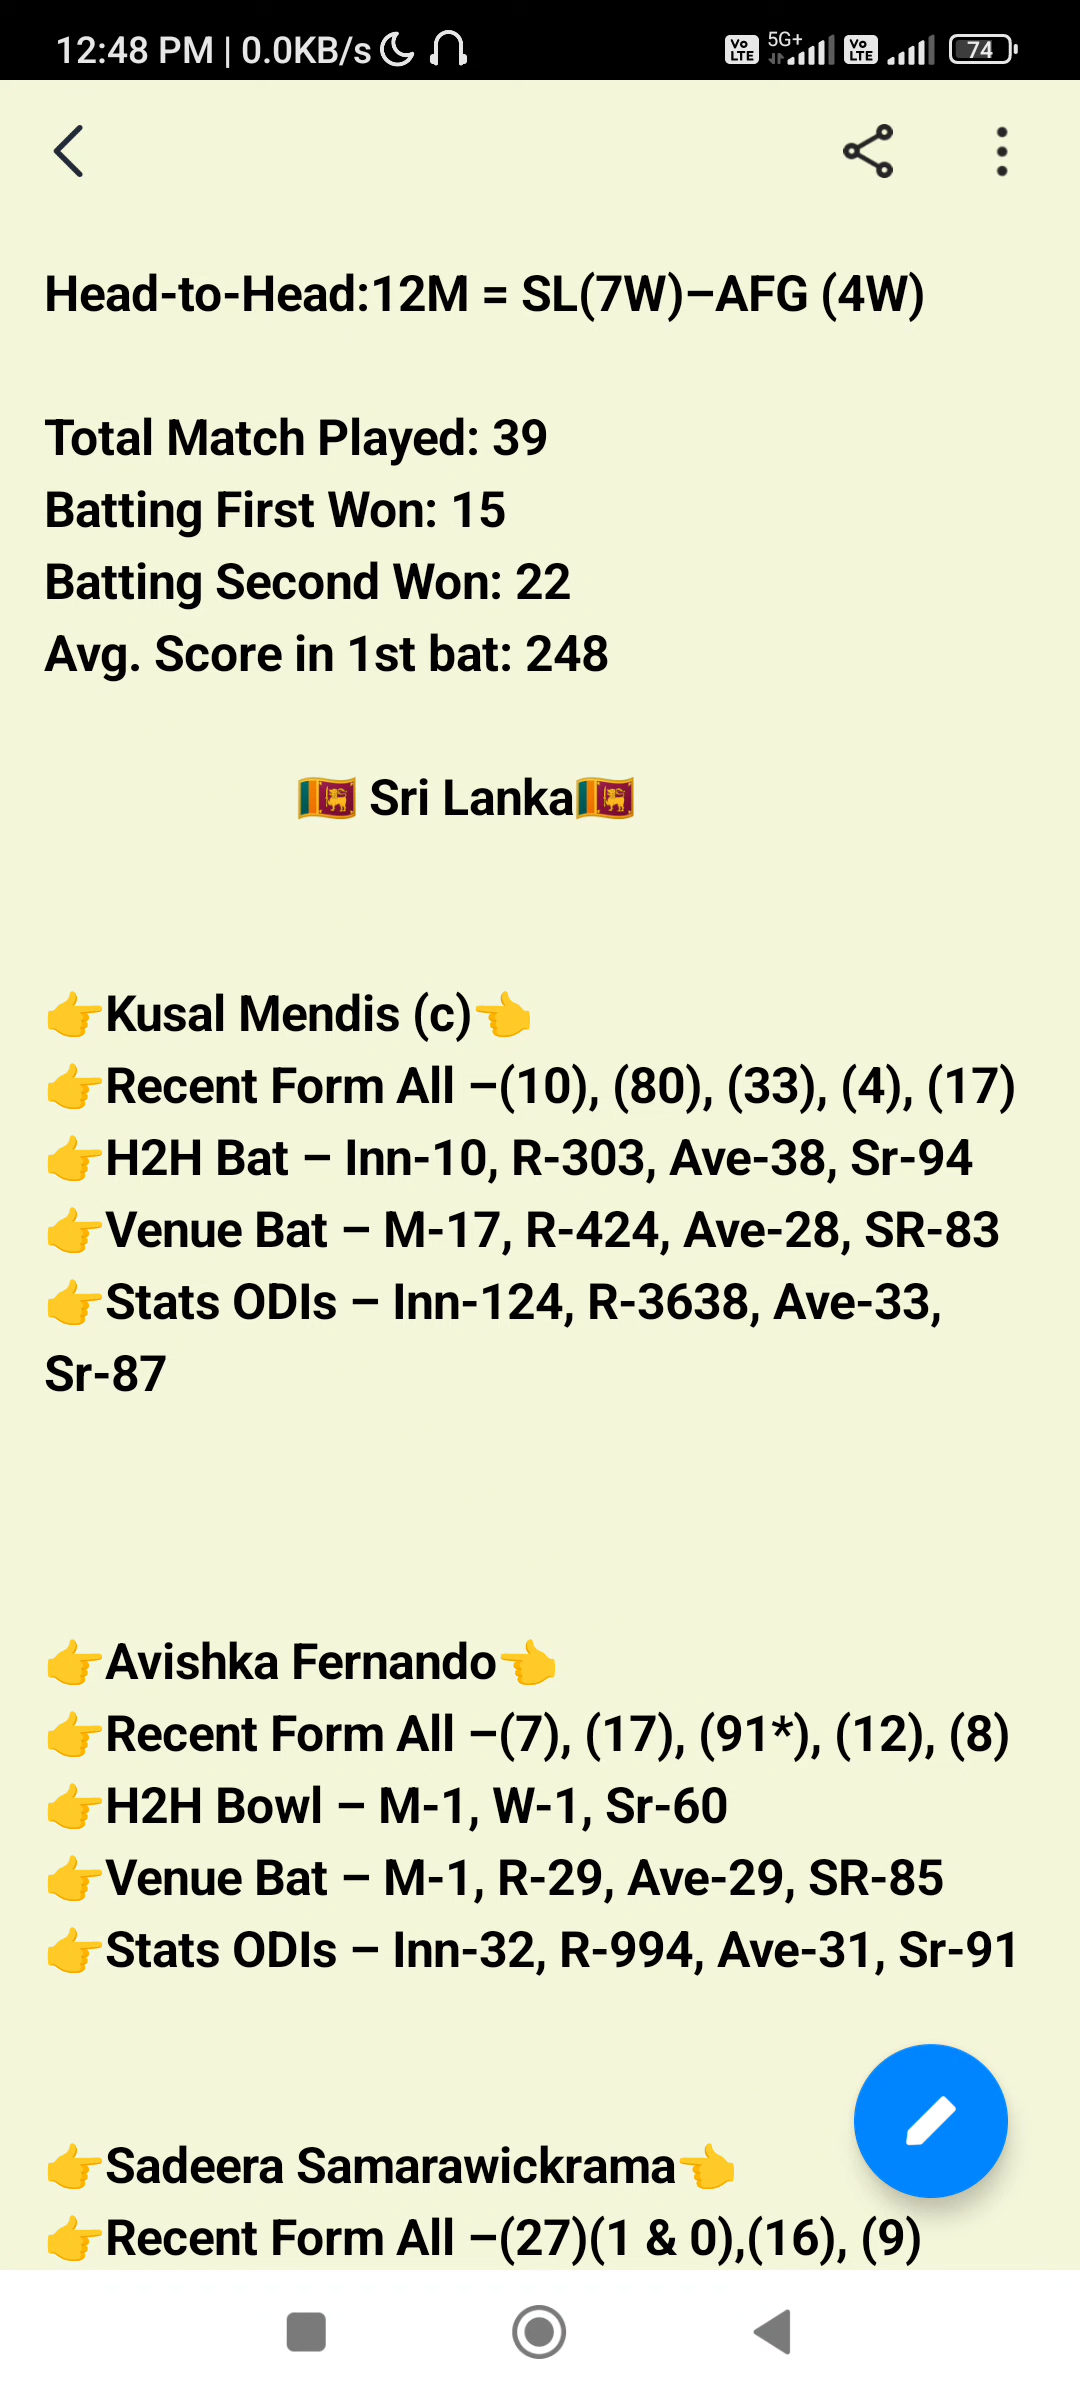 12:48 PM | 0.0KB/s Vo LTE 5G+ Vo LTE 74
Head-to-Head:12M = SL(7W)–AFG (4W)
Total Match Played: 39
Batting First Won: 15
Batting Second Won: 22
Avg. Score in 1st bat: 248
🇱🇰 Sri Lanka🇱🇰
👉Kusal Mendis (c)👈
👉Recent Form All –(10), (80), (33), (4), (17)
👉H2H Bat – Inn-10, R-303, Ave-38, Sr-94
👉Venue Bat – M-17, R-424, Ave-28, SR-83
👉Stats ODIs – Inn-124, R-3638, Ave-33,
Sr-87
👉Avishka Fernando👈
👉Recent Form All –(7), (17), (91*), (12), (8)
👉H2H Bowl – M-1, W-1, Sr-60
👉Venue Bat – M-1, R-29, Ave-29, SR-85
👉Stats ODIs – Inn-32, R-994, Ave-31, Sr-91
👉Sadeera Samarawickrama👈
👉Recent Form All –(27)(1 & 0),(16), (9)